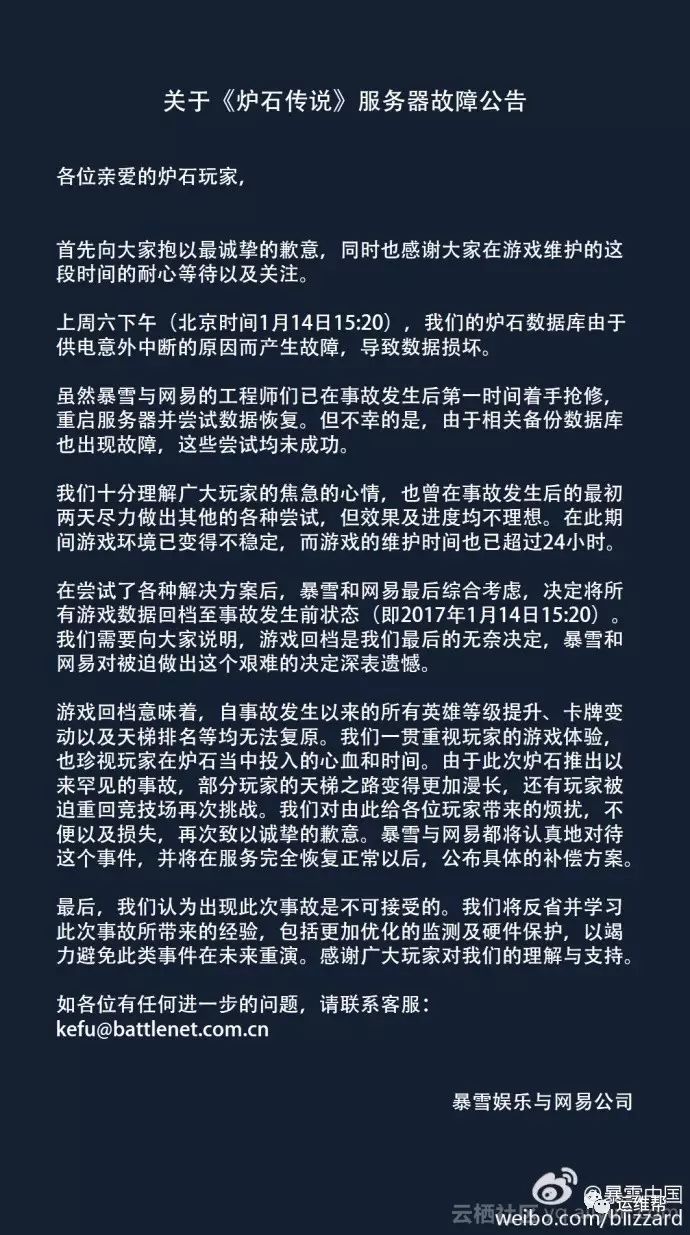 关于《炉石传说》服务器故障公告
各位亲爱的炉石玩家，
首先向大家抱以最诚挚的歉意，同时也感谢大家在游戏维护的这
段时间的耐心等待以及关注。
上周六下午（北京时间1月14日15:20），我们的炉石数据库由于
供电意外中断的原因而产生故障，导致数据损坏。
虽然暴雪与网易的工程师们已在事故发生后第一时间着手抢修，
重启服务器并尝试数据恢复。但不幸的是，由于相关备份数据库
也出现故障，这些尝试均未成功。
我们十分理解广大玩家的焦急的心情，也曾在事故发生后的最初
两天尽力做出其他的各种尝试，但效果及进度均不理想。在此期
间游戏环境已变得不稳定，而游戏的维护时间也已超过24小时。
在尝试了各种解决方案后，暴雪和网易最后综合考虑，决定将所
有游戏数据回档至事故发生前状态（即2017年1月14日15:20）。
我们需要向大家说明，游戏回档是我们最后的无奈决定，暴雪和
网易对被迫做出这个艰难的决定深表遗憾。
游戏回档意味着，自事故发生以来的所有英雄等级提升、卡牌变
动以及天梯排名等均无法复原。我们一贯重视玩家的游戏体验，
也珍视玩家在炉石当中投入的心血和时间。由于此次炉石推出以
来罕见的事故，部分玩家的天梯之路变得更加漫长，还有玩家被
迫重回竞技场再次挑战。我们对由此给各位玩家带来的烦扰，不
便以及损失，再次致以诚挚的歉意。暴雪与网易都将认真地对待
这个事件，并将在服务完全恢复正常以后，公布具体的补偿方案。
最后，我们认为出现此次事故是不可接受的。我们将反省并学习
此次事故所带来的经验，包括更加优化的监测及硬件保护，以竭
力避免此类事件在未来重演。感谢广大玩家对我们的理解与支持。
如各位有任何进一步的问题，请联系客服：
kefu@battlenet.com.cn
暴雪娱乐与网易公司
@暴雪中国
云栖社区
运维帮
weibo.com/blizzard